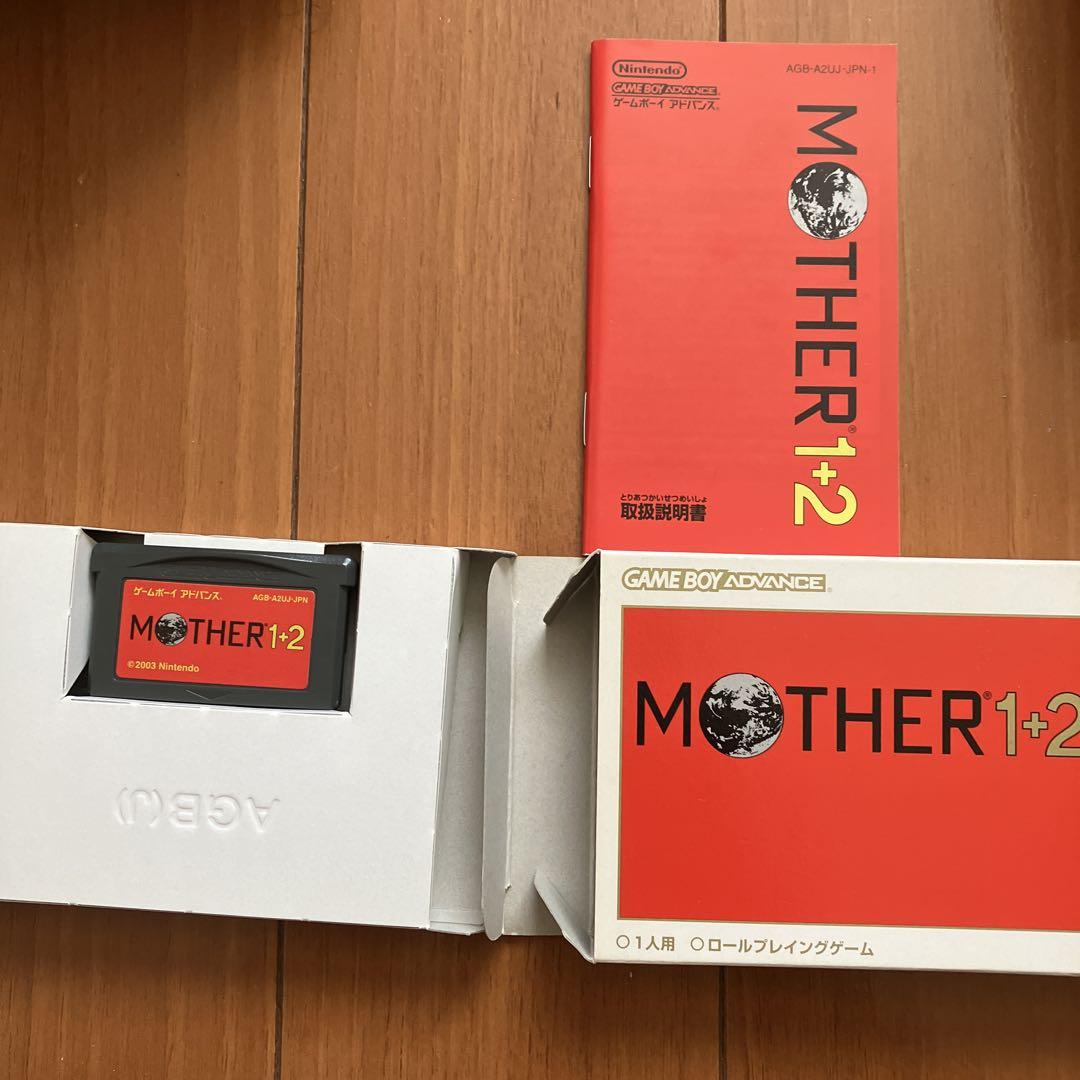 Nintendo
GAME BOY ADVANCE
ゲームボーイ アドバンス®
AGB-A2UJ-JPN-1
MOTHER®1+2
とりあつかいせつめいしょ
取扱説明書
ゲームボーイ アドバンス®
AGB-A2UJ-JPN
MOTHER®1+2
©2003 Nintendo
AGB(J)
GAME BOY ADVANCE®
MOTHER®1+2
○1人用 ○ロールプレイングゲーム